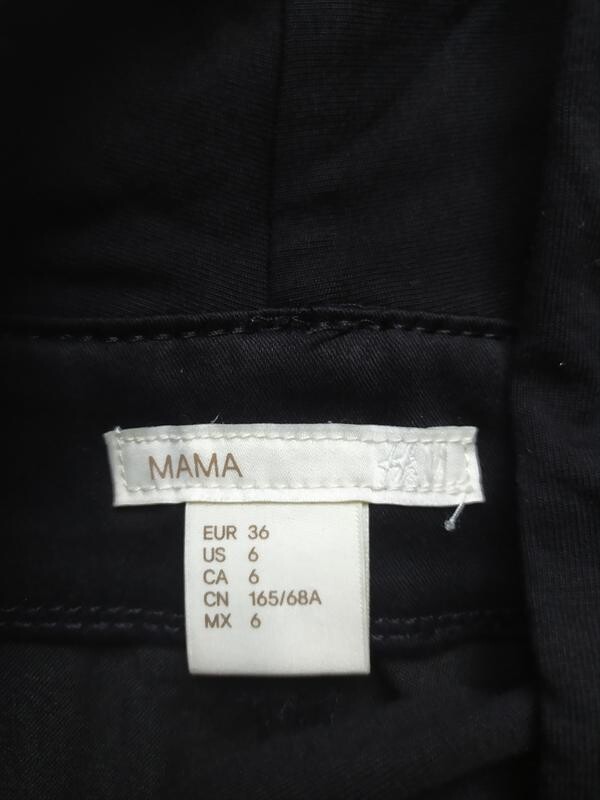 MAMA H&M
EUR 36
US 6
CA 6
CN 165/68A
MX 6